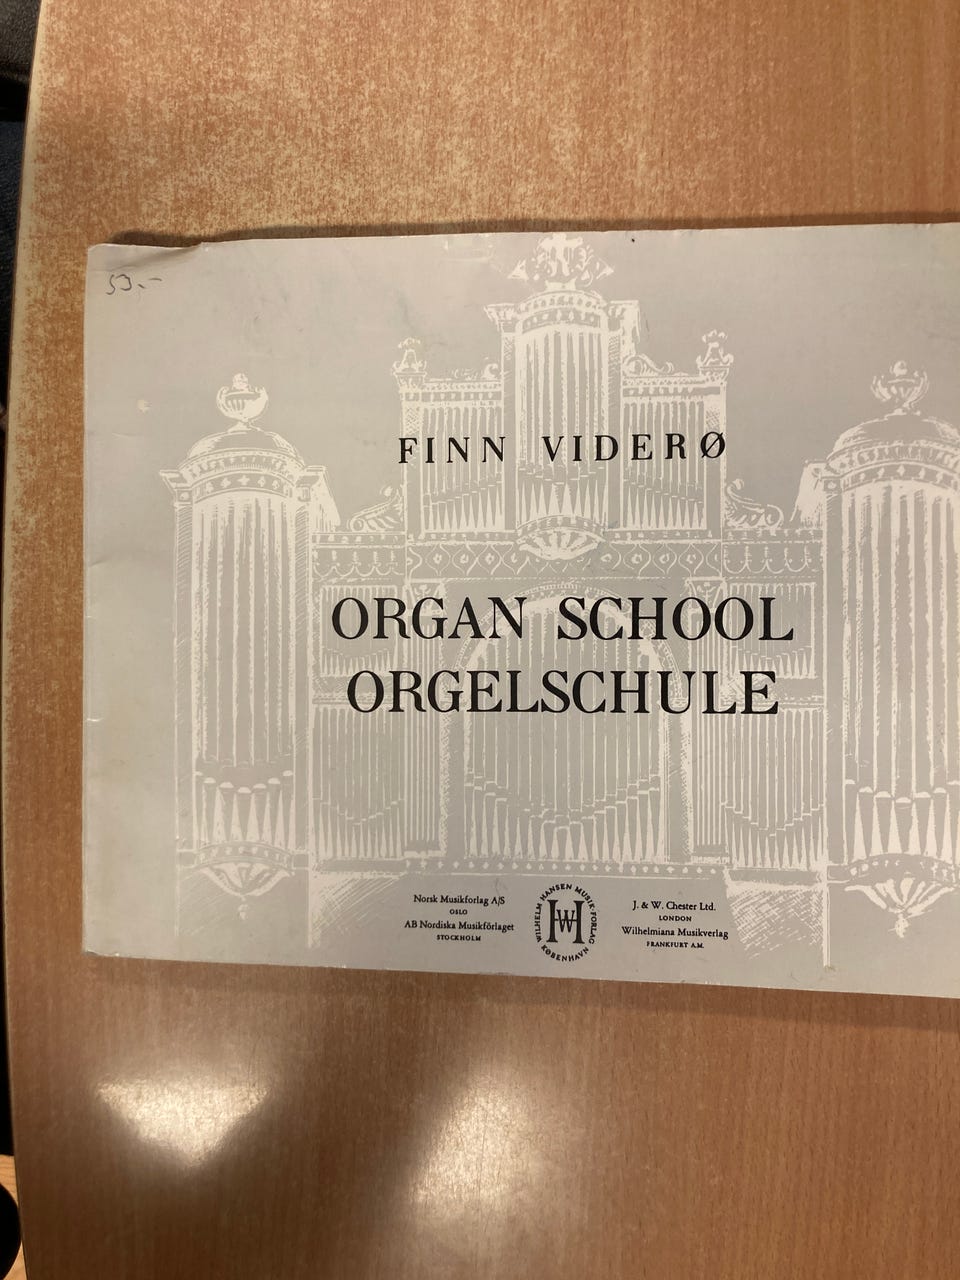 53.-
FINN VIDERØ
ORGAN SCHOOL
ORGELSCHULE
Norsk Musikforlag A/S
OSLO
AB Nordiska Musikförlaget
STOCKHOLM
WILHELM HANSEN MUSIK-FORLAG
WH
KØBENHAVN
J. & W. Chester Ltd.
LONDON
Wilhelmiana Musikverlag
FRANKFURT A.M.